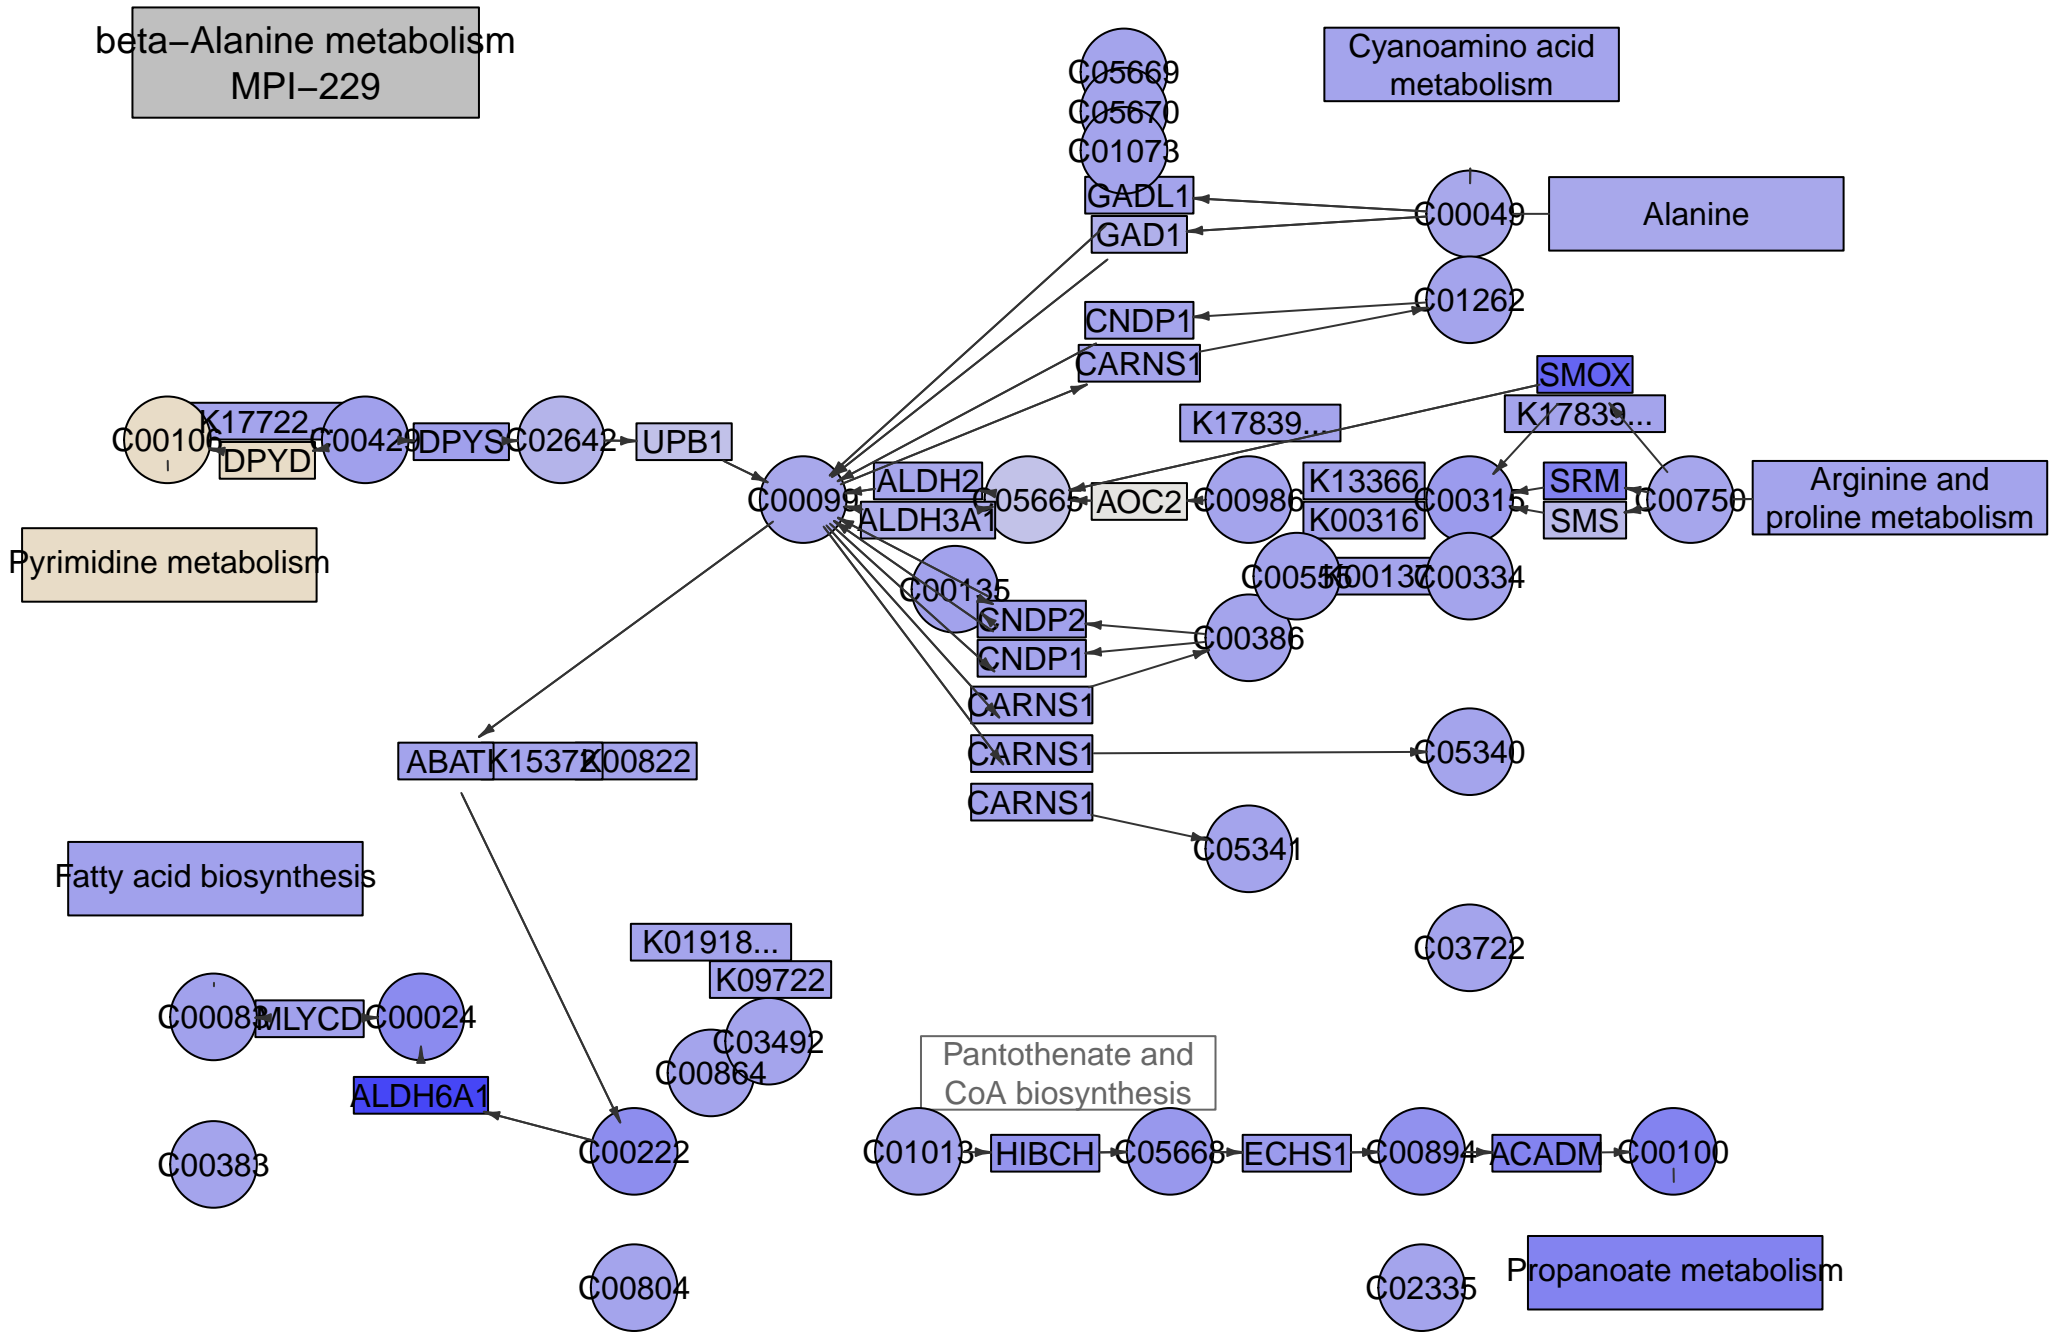 beta−Alanine metabolism
MPI−229
C05669
C05670
C01073
Cyanoamino acid
metabolism
GADL1
GAD1
C00049
Alanine
CNDP1
C01262
CARNS1
SMOX
K17839...
K17839...
C00106
K17722...
DPYD
C00429
DPYS
C02642
UPB1
C00099
ALDH2
ALDH3A1
C05665
AOC2
C00986
K13366
K00316
C00315
SRM
SMS
C00750
Arginine and
proline metabolism
Pyrimidine metabolism
C00135
C00555
K00137
C00334
CNDP2
CNDP1
C00386
CARNS1
CARNS1
C05340
CARNS1
C05341
ABAT
K15372
K00822
Fatty acid biosynthesis
K01918...
K09722
C03722
C00083
MLYCD
C00024
C03492
C00864
Pantothenate and
CoA biosynthesis
ALDH6A1
C00383
C00222
C01013
HIBCH
C05668
ECHS1
C00894
ACADM
C00100
C00804
C02335
Propanoate metabolism